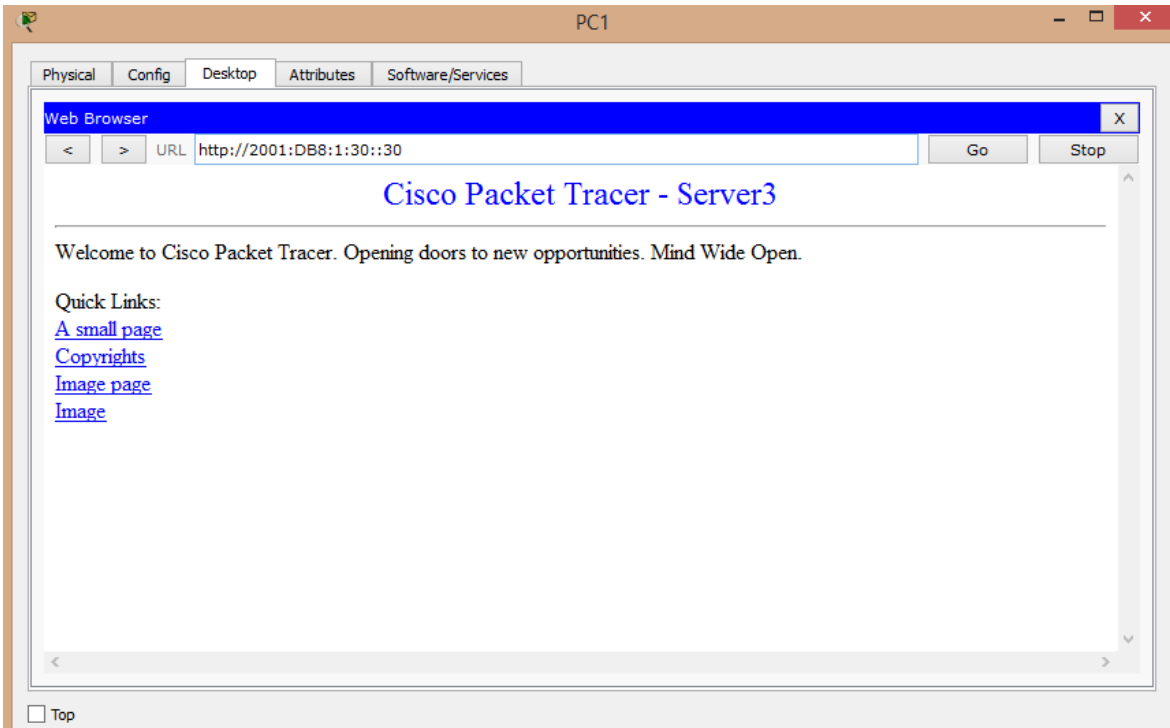 PC1
Physical Config Desktop Attributes Software/Services
Web Browser X
< > URL http://2001:DB8:1:30::30 Go Stop
Cisco Packet Tracer - Server3
Welcome to Cisco Packet Tracer. Opening doors to new opportunities. Mind Wide Open.
Quick Links:
A small page
Copyrights
Image page
Image
Top